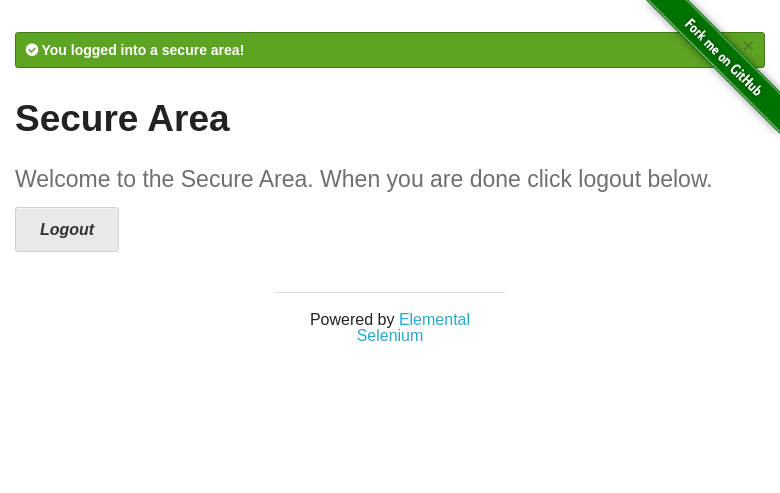 You logged into a secure area!
×
Fork me on GitHub
Secure Area
Welcome to the Secure Area. When you are done click logout below.
Logout
Powered by Elemental
Selenium